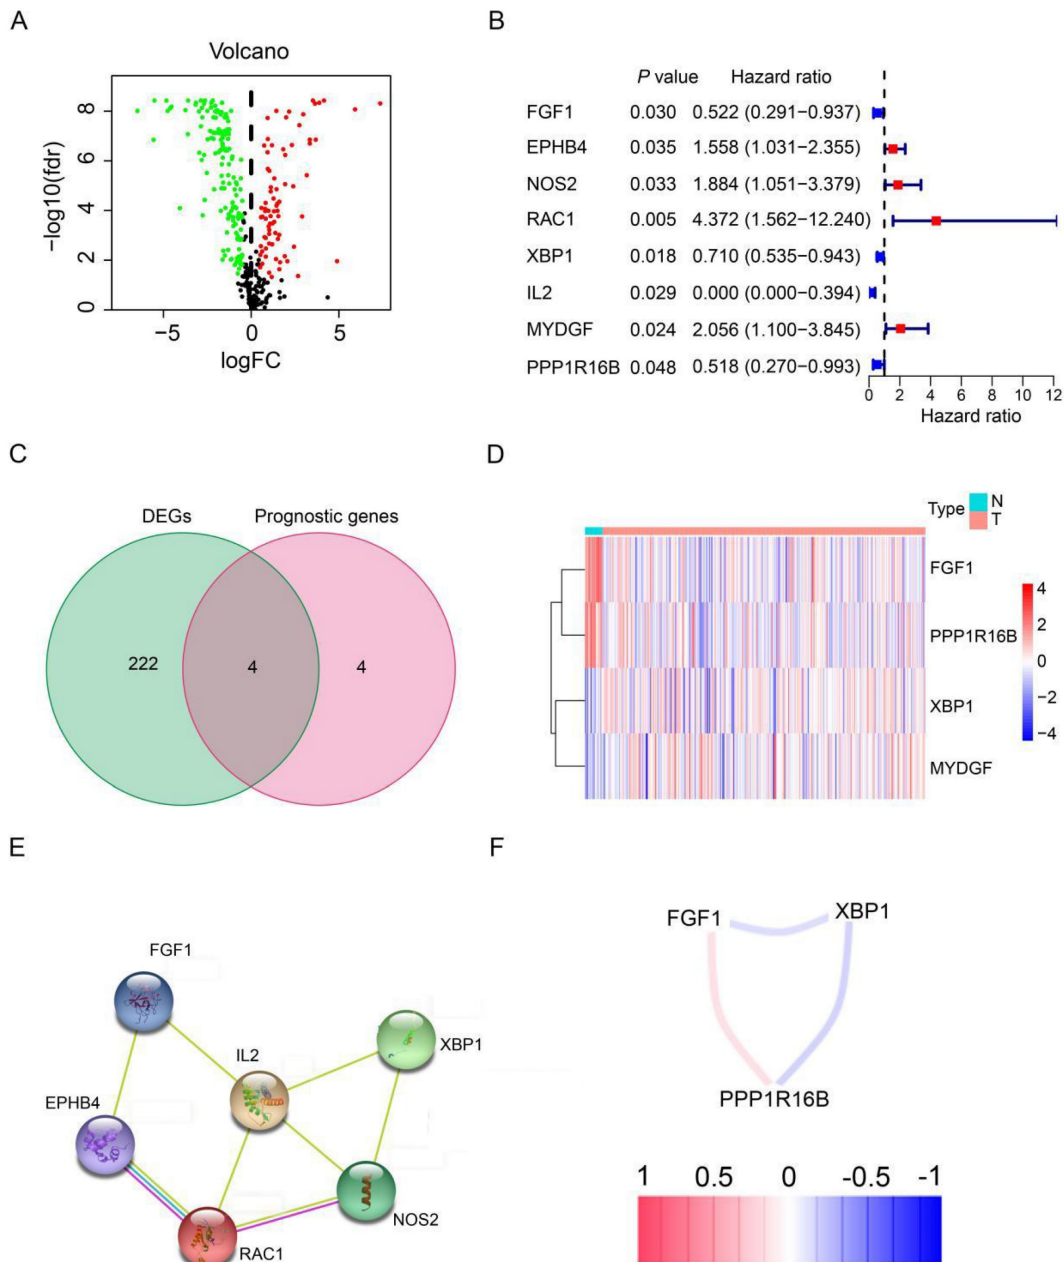 A
Volcano
−log10(fdr)
8
6
4
2
0
−5
0
5
logFC
B
P value Hazard ratio
FGF1 0.030 0.522 (0.291−0.937)
EPHB4 0.035 1.558 (1.031−2.355)
NOS2 0.033 1.884 (1.051−3.379)
RAC1 0.005 4.372 (1.562−12.240)
XBP1 0.018 0.710 (0.535−0.943)
IL2 0.029 0.000 (0.000−0.394)
MYDGF 0.024 2.056 (1.100−3.845)
PPP1R16B 0.048 0.518 (0.270−0.993)
0 2 4 6 8 10 12
Hazard ratio
C
DEGs Prognostic genes
222 4 4
D
Type N
T
FGF1
PPP1R16B
XBP1
MYDGF
4
2
0
−2
−4
E
FGF1
XBP1
IL2
EPHB4
NOS2
RAC1
F
FGF1 XBP1
PPP1R16B
1 0.5 0 -0.5 -1